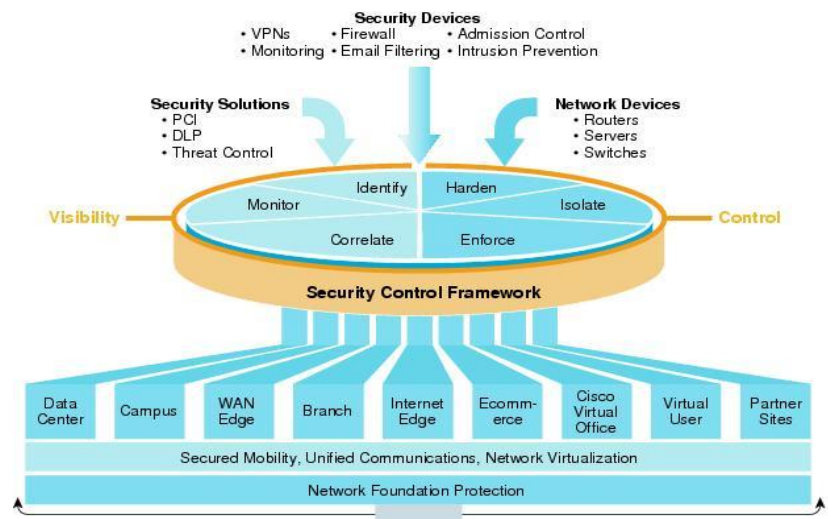 Security Devices
• VPNs • Firewall • Admission Control
• Monitoring • Email Filtering • Intrusion Prevention
Security Solutions
• PCI
• DLP
• Threat Control
Network Devices
• Routers
• Servers
• Switches
Identify Harden
Monitor Isolate
Correlate Enforce
Visibility
Control
Security Control Framework
Data
Center
Campus
WAN
Edge
Branch
Internet
Edge
Ecomm-
erce
Cisco
Virtual
Office
Virtual
User
Partner
Sites
Secured Mobility, Unified Communications, Network Virtualization
Network Foundation Protection